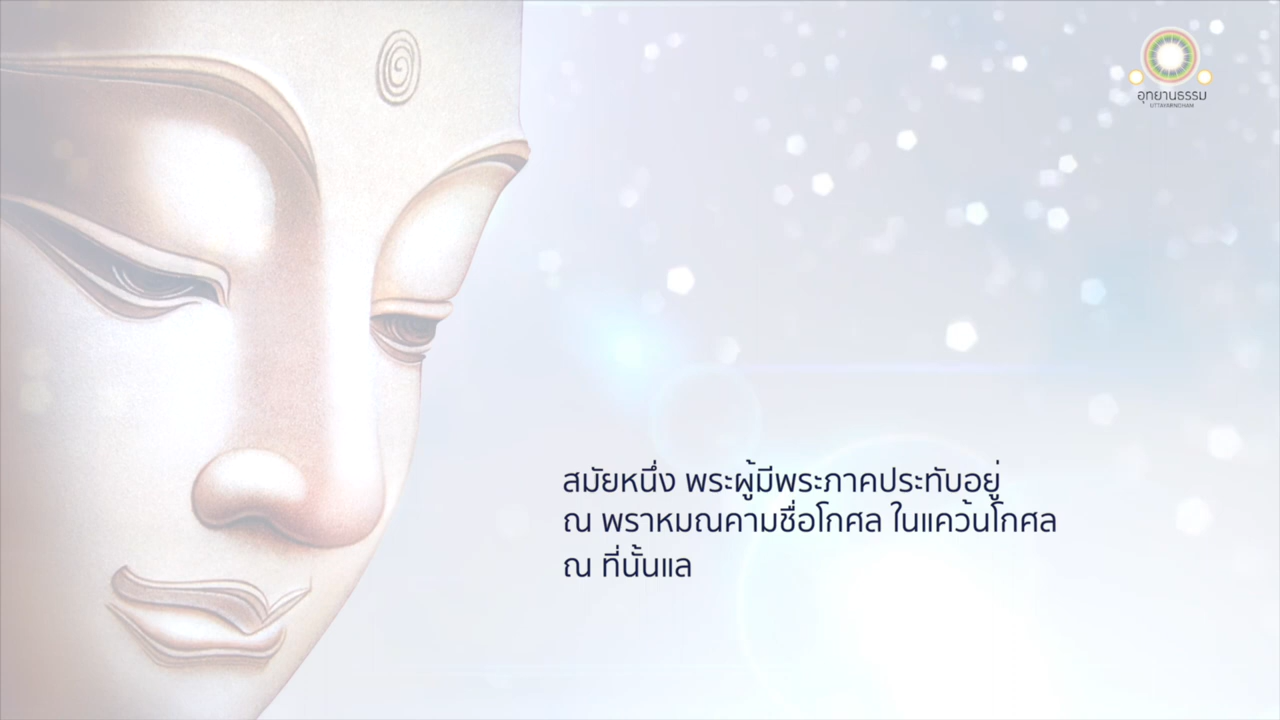 อุทยานธรรม
UTTAYARNDHAM
สมัยหนึ่ง พระผู้มีพระภาคประทับอยู่
ณ พราหมณคามชื่อโกศล ในแคว้นโกศล
ณ ที่นั้นแล